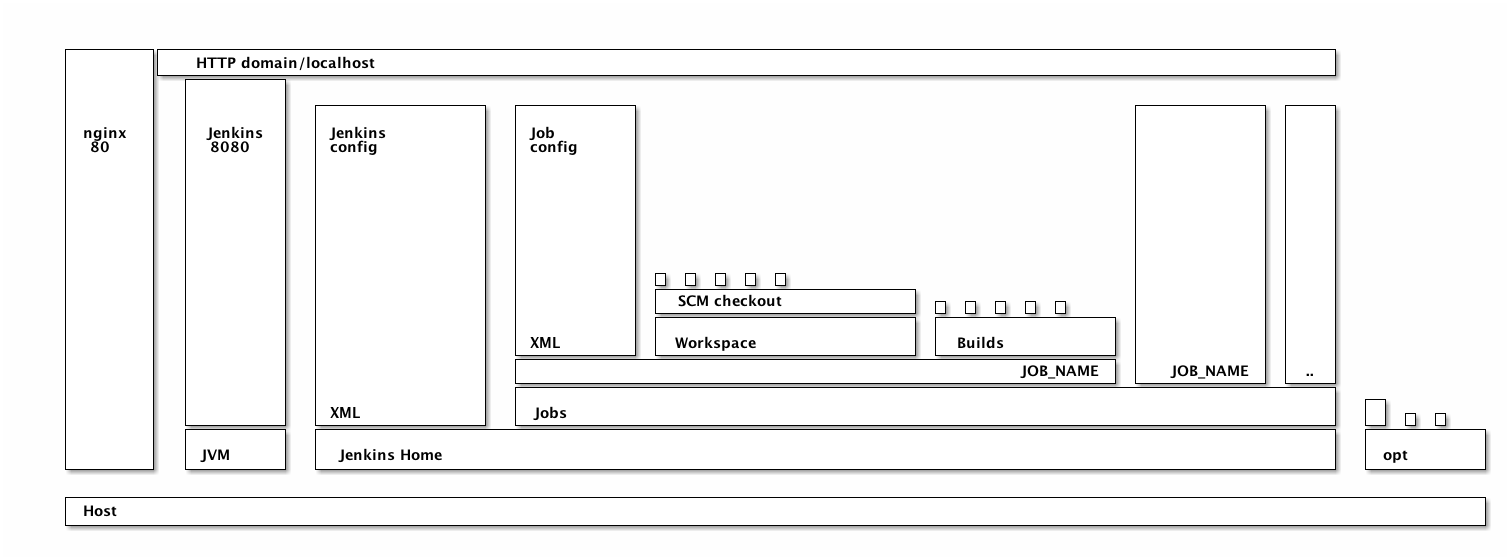 HTTP domain/localhost
nginx
80
Jenkins
8080
Jenkins
config
Job
config
SCM checkout
XML
Workspace
Builds
JOB_NAME
JOB_NAME
..
XML
Jobs
JVM
Jenkins Home
opt
Host